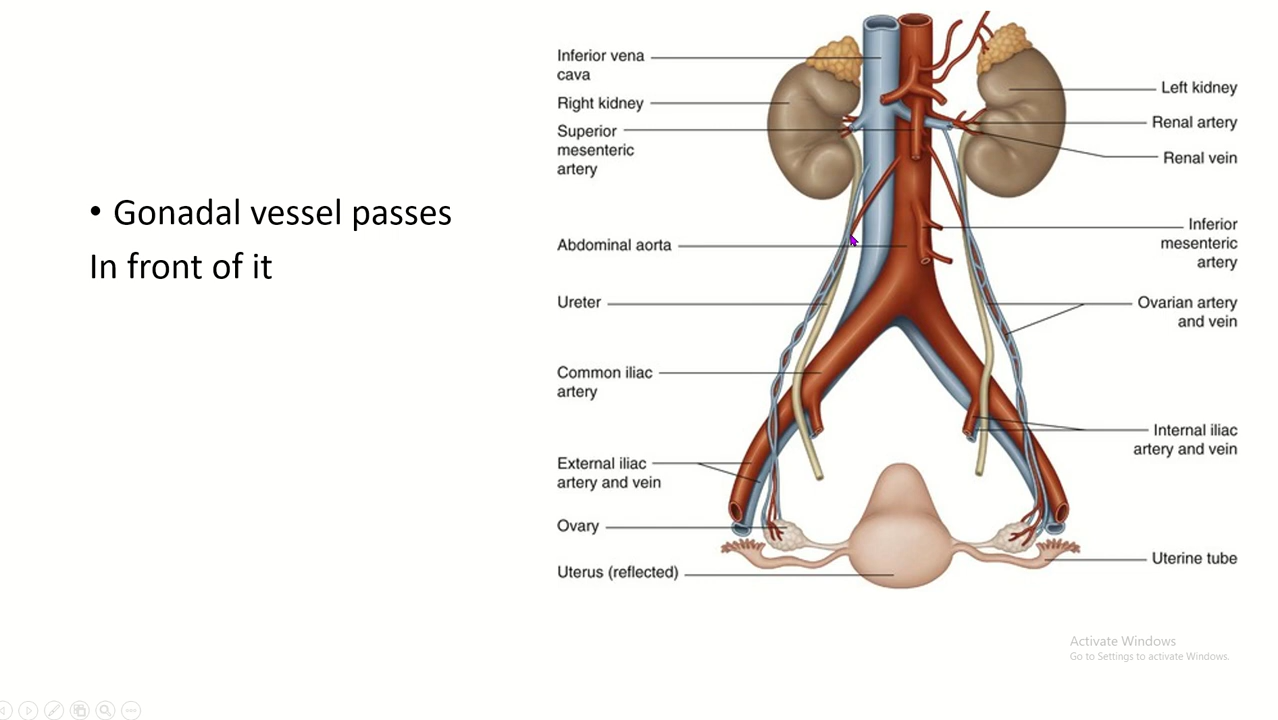 • Gonadal vessel passes
In front of it
Inferior vena
cava
Right kidney
Superior
mesenteric
artery
Abdominal aorta
Ureter
Common iliac
artery
External iliac
artery and vein
Ovary
Uterus (reflected)
Left kidney
Renal artery
Renal vein
Inferior
mesenteric
artery
Ovarian artery
and vein
Internal iliac
artery and vein
Uterine tube
Activate Windows
Go to Settings to activate Windows.